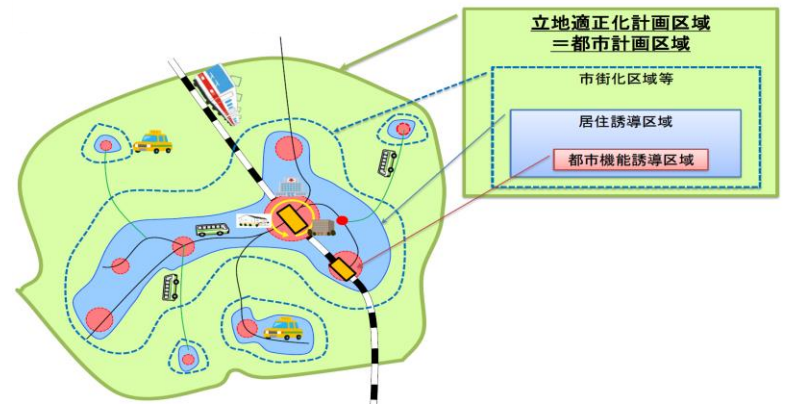 立地適正化計画区域
＝都市計画区域
市街化区域等
居住誘導区域
都市機能誘導区域